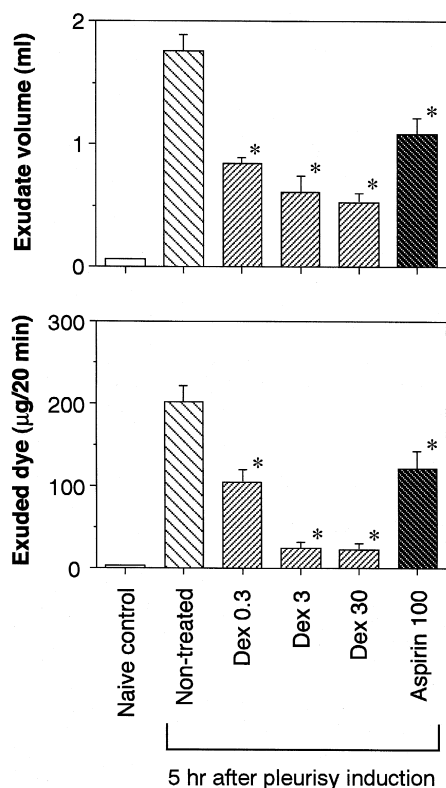 Exudate volume (ml)
2
1
0
*
*
*
*
Exuded dye (µg/20 min)
300
200
100
0
*
*
*
*
Naive control
Non-treated
Dex 0.3
Dex 3
Dex 30
Aspirin 100
5 hr after pleurisy induction